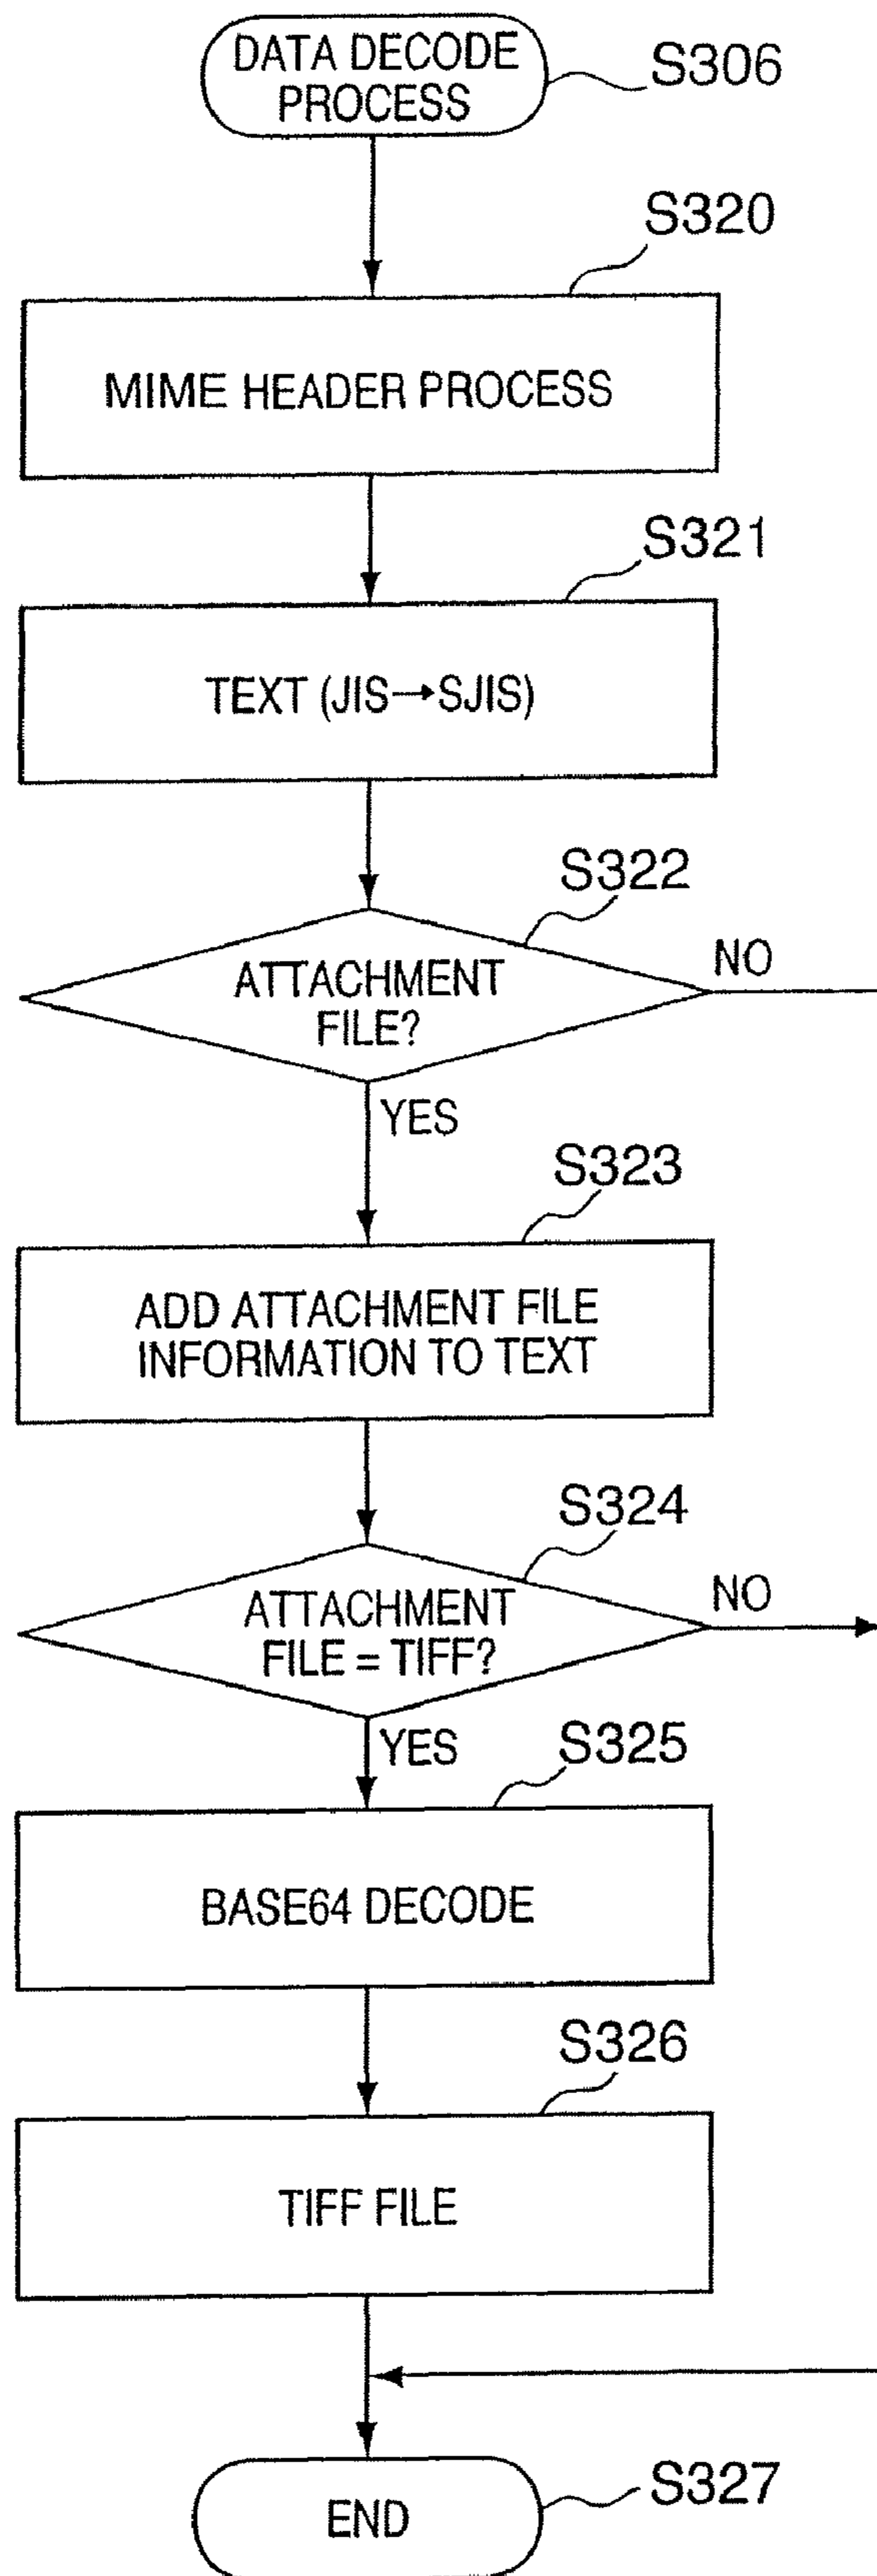 DATA DECODE
PROCESS
S306
S320
MIME HEADER PROCESS
S321
TEXT (JIS→SJIS)
S322
ATTACHMENT
FILE?
NO
YES
S323
ADD ATTACHMENT FILE
INFORMATION TO TEXT
S324
ATTACHMENT
FILE = TIFF?
NO
YES
S325
BASE64 DECODE
S326
TIFF FILE
END
S327